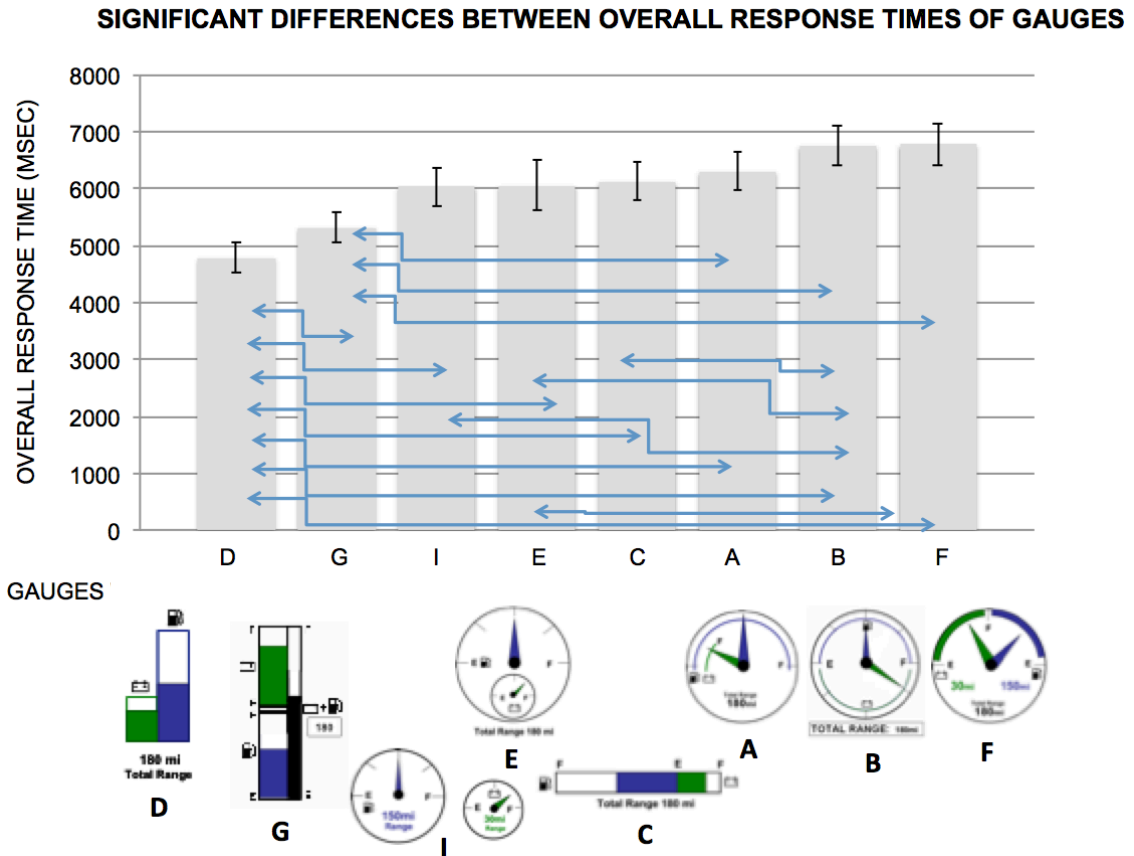 SIGNIFICANT DIFFERENCES BETWEEN OVERALL RESPONSE TIMES OF GAUGES
OVERALL RESPONSE TIME (MSEC)
8000
7000
6000
5000
4000
3000
2000
1000
0
D G I E C A B F
GAUGES
180 mi
Total Range
D
180
G
E F
150mi
Range
E F
30mi
Range
I
E F
E F
Total Range 180 mi
E
F E F
Total Range 180 mi
C
F
E F
Total Range
180mi
A
E F
TOTAL RANGE: 180mi
B
F
E E
30mi 150mi
Total Range
180mi
F